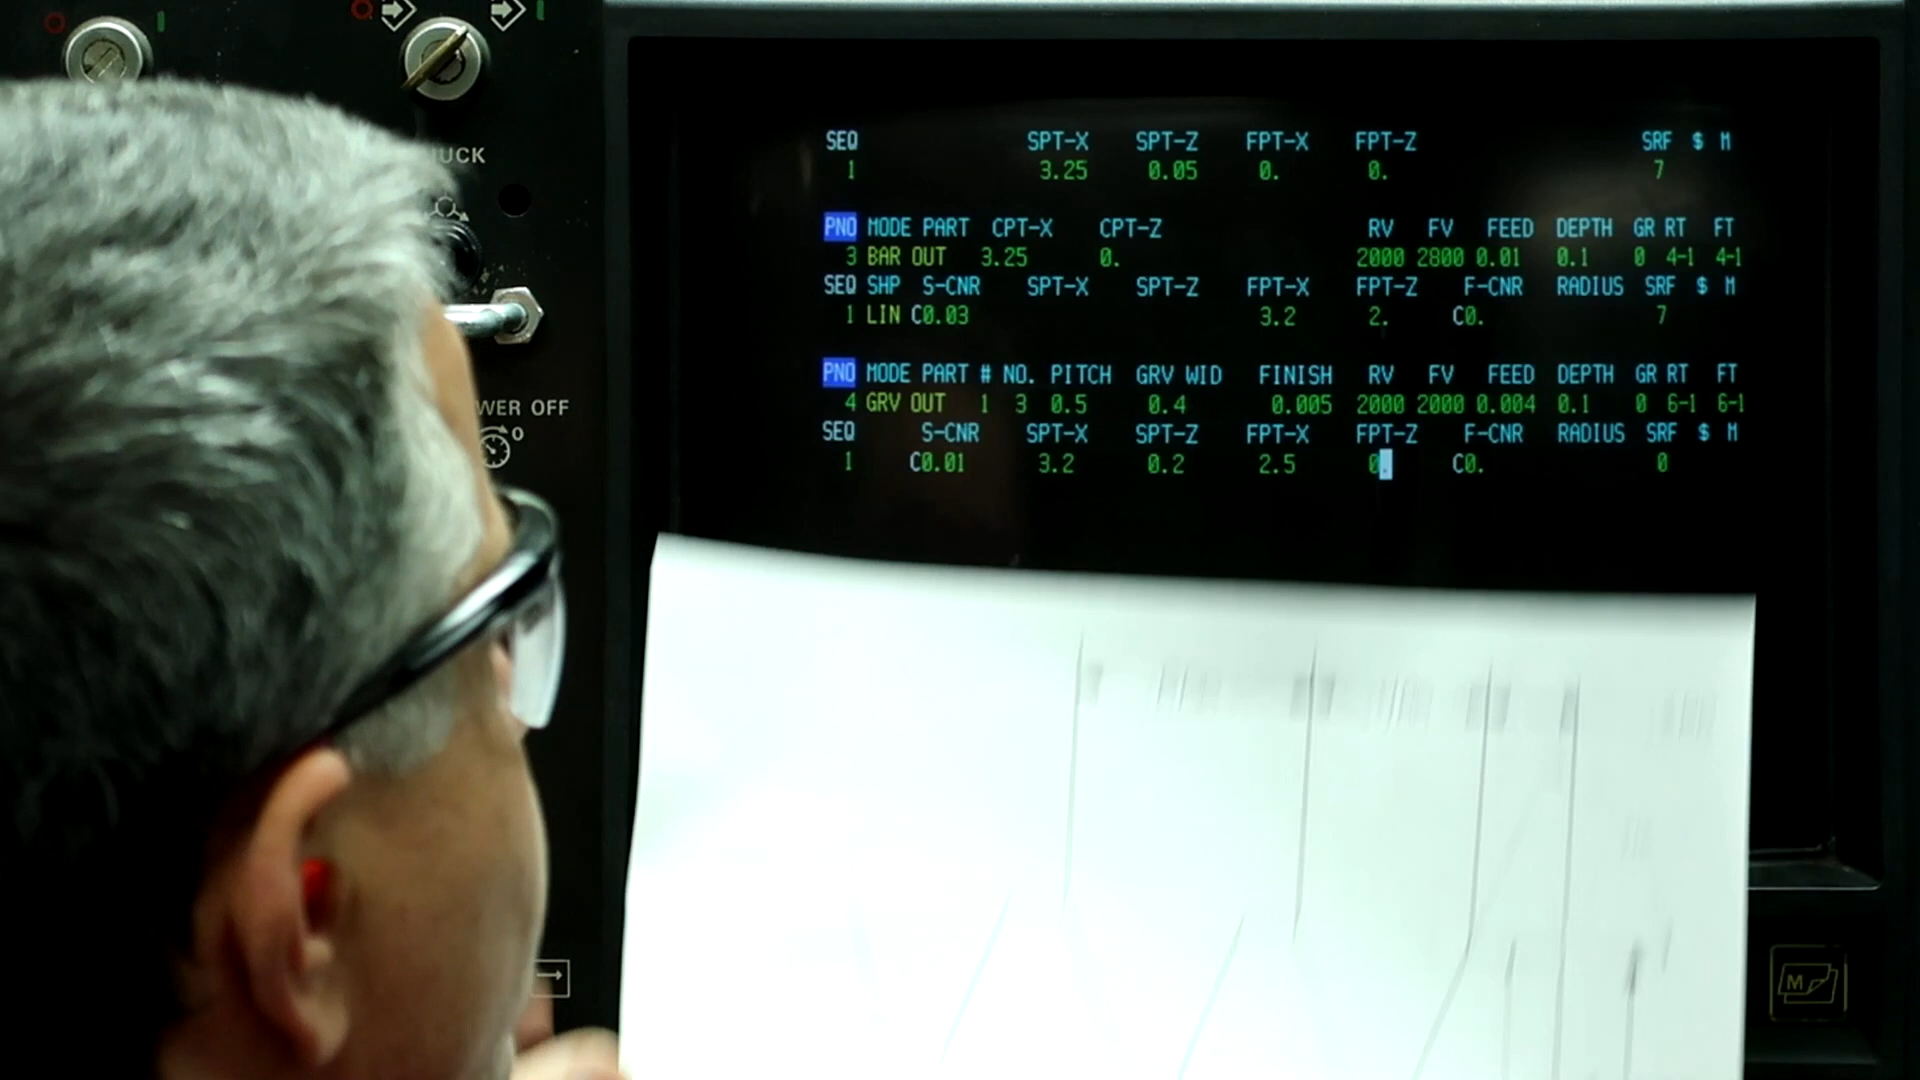 UCK
WER OFF
0
SEQ SPT-X SPT-Z FPT-X FPT-Z SRF $ M
1 3.25 0.05 0. 0. 7
PNO MODE PART CPT-X CPT-Z RV FV FEED DEPTH GR RT FT
3 BAR OUT 3.25 0. 2000 2800 0.01 0.1 0 4-1 4-1
SEQ SHP S-CNR SPT-X SPT-Z FPT-X FPT-Z F-CNR RADIUS SRF $ M
1 LIN C0.03 3.2 2. C0. 7
PNO MODE PART # NO. PITCH GRV WID FINISH RV FV FEED DEPTH GR RT FT
4 GRV OUT 1 3 0.5 0.4 0.005 2000 2000 0.004 0.1 0 6-1 6-1
SEQ S-CNR SPT-X SPT-Z FPT-X FPT-Z F-CNR RADIUS SRF $ M
1 C0.01 3.2 0.2 2.5 0. C0. 0
M